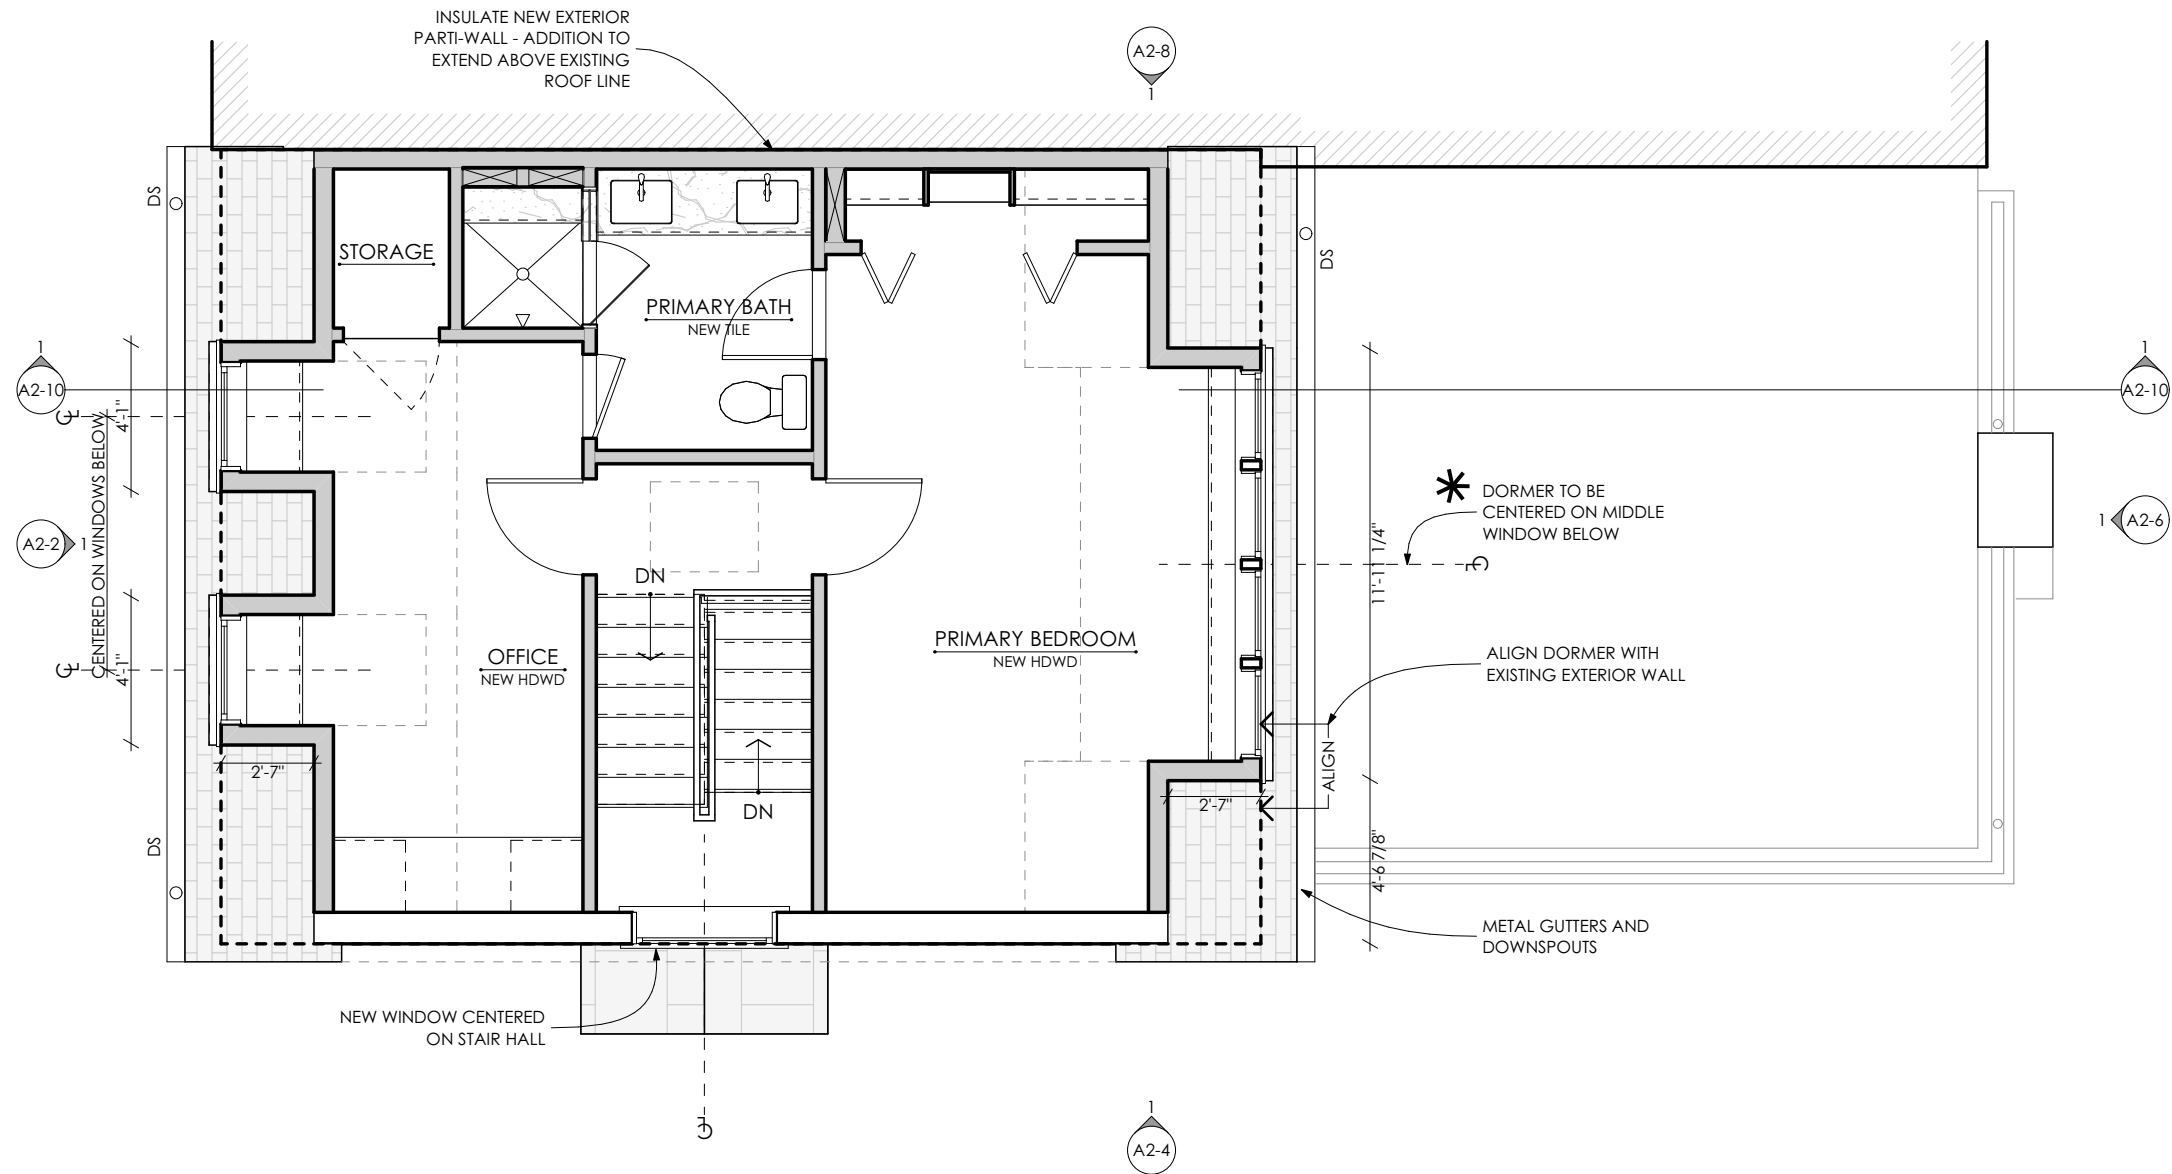 INSULATE NEW EXTERIOR
PARTI-WALL - ADDITION TO
EXTEND ABOVE EXISTING
ROOF LINE
A2-8
1
DS
DS
STORAGE
PRIMARY BATH
NEW TILE
1
A2-10
1
A2-10
4'-1"
CENTERED ON WINDOWS BELOW
A2-2
1
DORMER TO BE
CENTERED ON MIDDLE
WINDOW BELOW
1
A2-6
11'-11 1/4"
DN
PRIMARY BEDROOM
NEW HDWD
OFFICE
NEW HDWD
4'-1"
ALIGN DORMER WITH
EXISTING EXTERIOR WALL
ALIGN
2'-7"
2'-7"
DN
DS
4'-6 7/8"
METAL GUTTERS AND
DOWNSPOUTS
NEW WINDOW CENTERED
ON STAIR HALL
1
A2-4